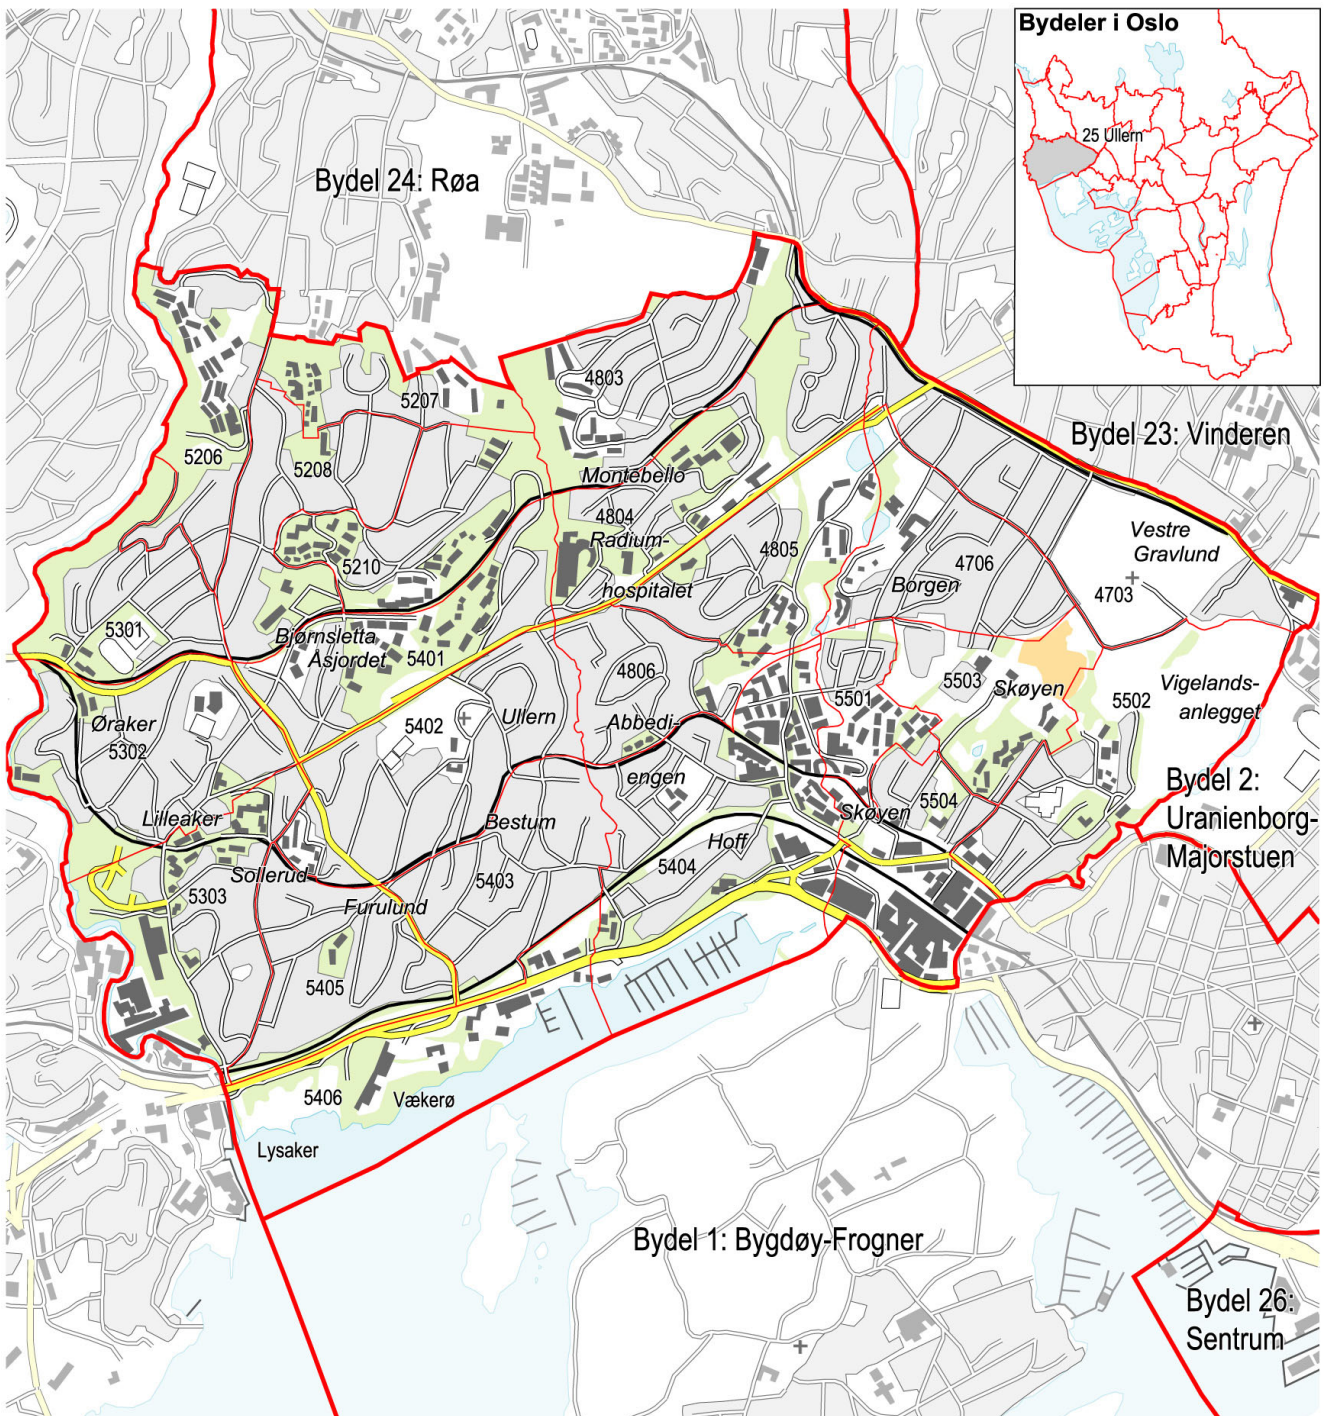 Bydeler i Oslo
25 Ullern
Bydel 24: Røa
Bydel 23: Vinderen
4803
5207
5206
5208
Montebello
4804
Radium-
hospitalet
4805
Vestre
Gravlund
4706
Borgen
4703
5210
5301
Bjørnsletta
Åsjordet
5401
4806
5503
Skøyen
5501
5502
Vigelands-
anlegget
Øraker
5302
5402
Ullern
Abbedi-
engen
Bydel 2:
Uranienborg-
Majorstuen
Lilleaker
Bestum
Skøyen
5504
Hoff
5404
Sollerud
5403
5303
Furulund
5405
5406
Vækerø
Lysaker
Bydel 1: Bygdøy-Frogner
Bydel 26:
Sentrum